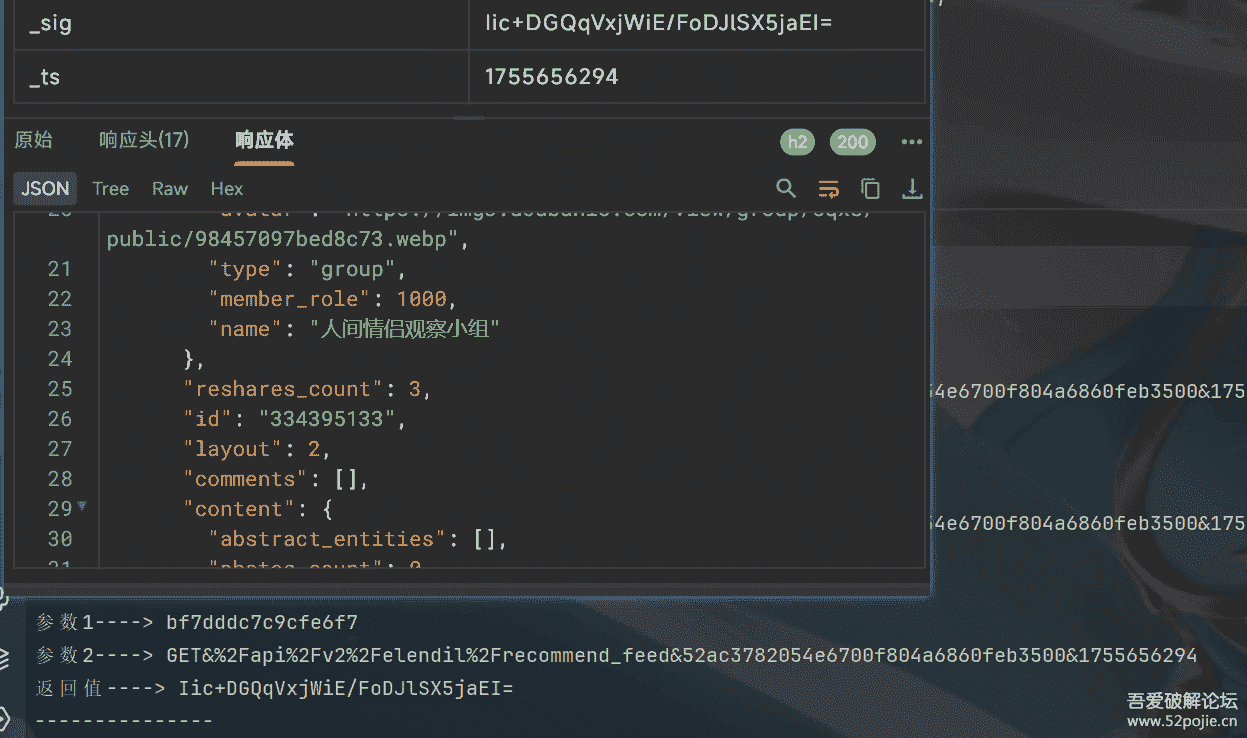 _sig
Iic+DGQqVxjWiE/FoDJlSX5jaEI=
_ts
1755656294
原始
响应头(17)
响应体
h2
200
JSON
Tree
Raw
Hex
public/98457097bed8c73.webp",
21 "type": "group",
22 "member_role": 1000,
23 "name": "人间情侣观察小组"
24 },
25 "reshares_count": 3,
26 "id": "334395133",
27 "layout": 2,
28 "comments": [],
29 "content": {
30 "abstract_entities": [],
4e6700f804a6860feb3500&175
4e6700f804a6860feb3500&175
参数1----> bf7dddc7c9cfe6f7
参数2----> GET&%2Fapi%2Fv2%2Felendil%2Frecommend_feed&52ac3782054e6700f804a6860feb3500&1755656294
返回值----> Iic+DGQqVxjWiE/FoDJlSX5jaEI=
---------------
吾爱破解论坛
www.52pojie.cn